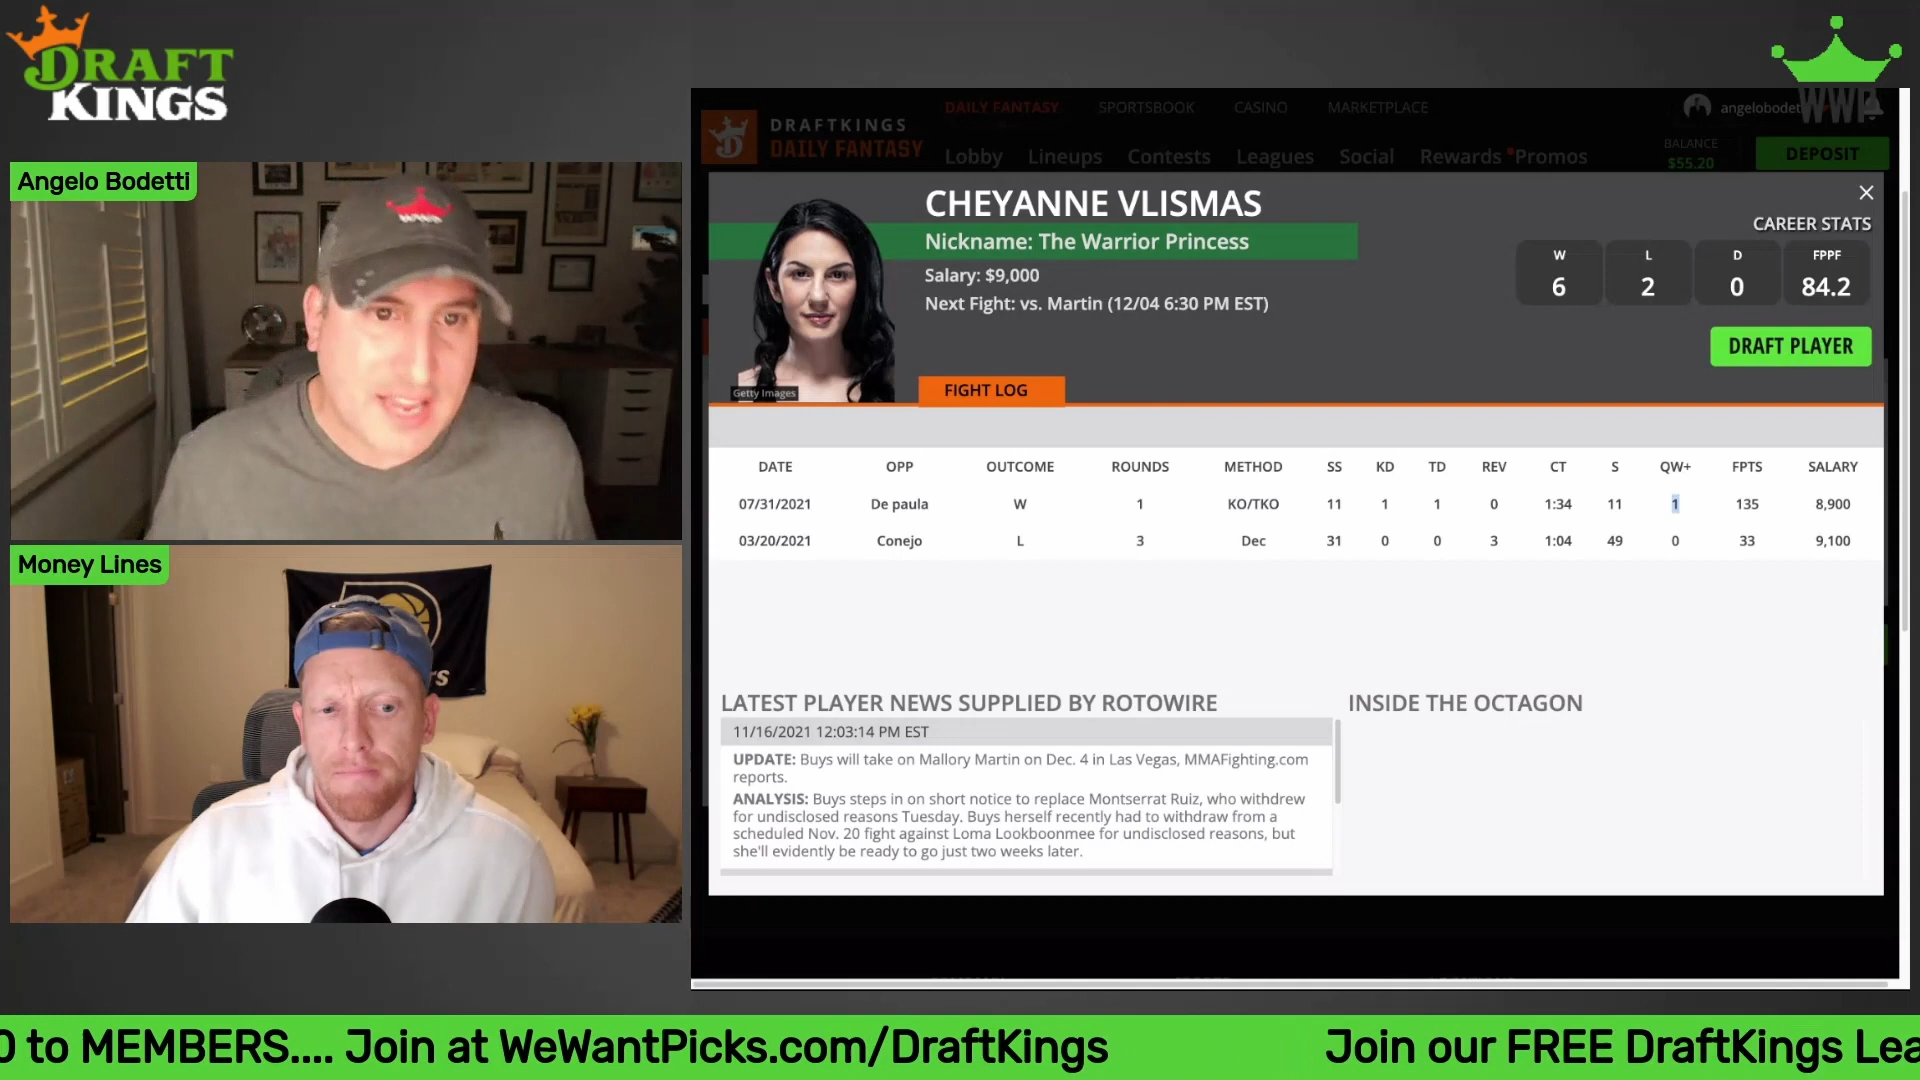 DRAFT
KINGS
WWP
Angelo Bodetti
Money Lines
DRAFTKINGS
DAILY FANTASY
DAILY FANTASY SPORTSBOOK CASINO MARKETPLACE
angelobodet
Lobby Lineups Contests Leagues Social Rewards Promos
BALANCE
$55.20
DEPOSIT
CHEYANNE VLISMAS
Nickname: The Warrior Princess
Salary: $9,000
Next Fight: vs. Martin (12/04 6:30 PM EST)
Getty Images
CAREER STATS
W L D FPPF
6 2 0 84.2
DRAFT PLAYER
FIGHT LOG
DATE OPP OUTCOME ROUNDS METHOD SS KD TD REV CT S QW+ FPTS SALARY
07/31/2021 De paula W 1 KO/TKO 11 1 1 0 1:34 11 1 135 8,900
03/20/2021 Conejo L 3 Dec 31 0 0 3 1:04 49 0 33 9,100
LATEST PLAYER NEWS SUPPLIED BY ROTOWIRE
11/16/2021 12:03:14 PM EST
UPDATE: Buys will take on Mallory Martin on Dec. 4 in Las Vegas, MMAFighting.com
reports.
ANALYSIS: Buys steps in on short notice to replace Montserrat Ruiz, who withdrew
for undisclosed reasons Tuesday. Buys herself recently had to withdraw from a
scheduled Nov. 20 fight against Loma Lookboonmee for undisclosed reasons, but
she'll evidently be ready to go just two weeks later.
INSIDE THE OCTAGON
0 to MEMBERS.... Join at WeWantPicks.com/DraftKings
Join our FREE DraftKings Lea